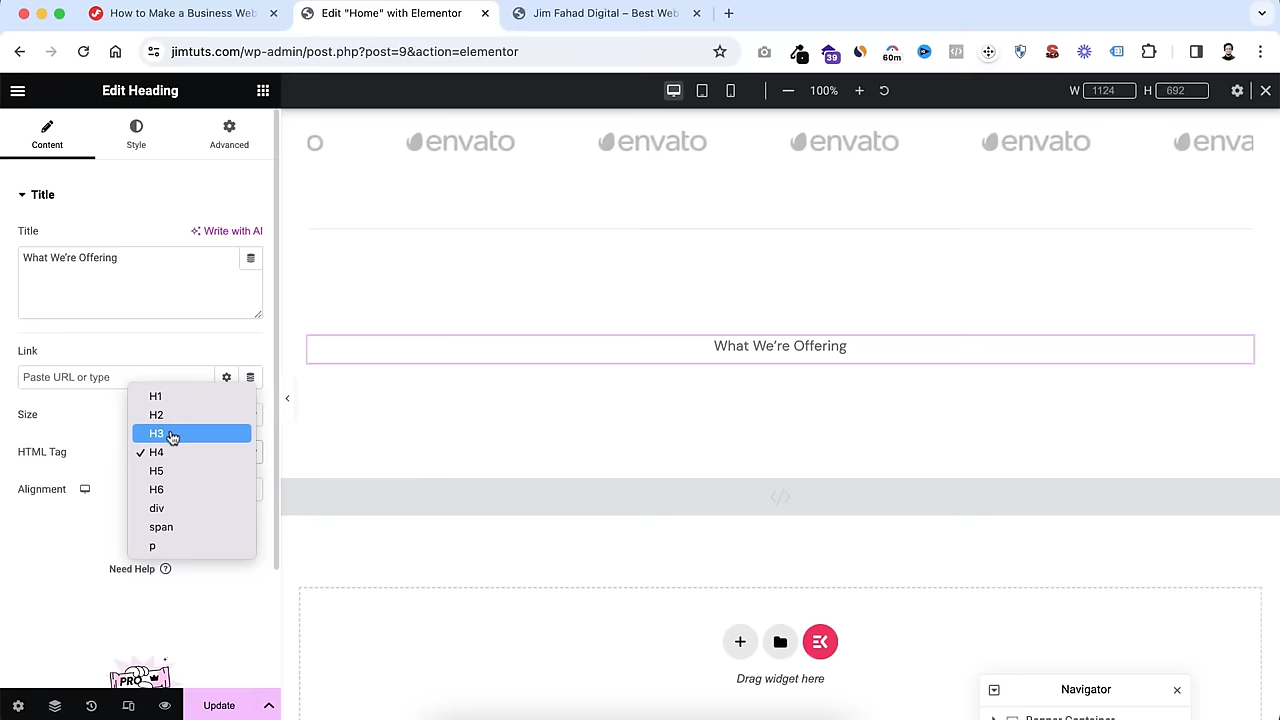 How to Make a Business Web
Edit "Home" with Elementor
Jim Fahad Digital – Best Web
jimtuts.com/wp-admin/post.php?post=9&action=elementor
39
60m
Edit Heading
100%
W 1124 H 692
Content
Style
Advanced
Title
Title
Write with AI
What We're Offering
Link
Paste URL or type
Size
HTML Tag
Alignment
H1
H2
H3
H4
H5
H6
div
span
p
Need Help ?
PRO
Update
o envato envato envato envato enva
What We're Offering
Drag widget here
Navigator
Banner Container